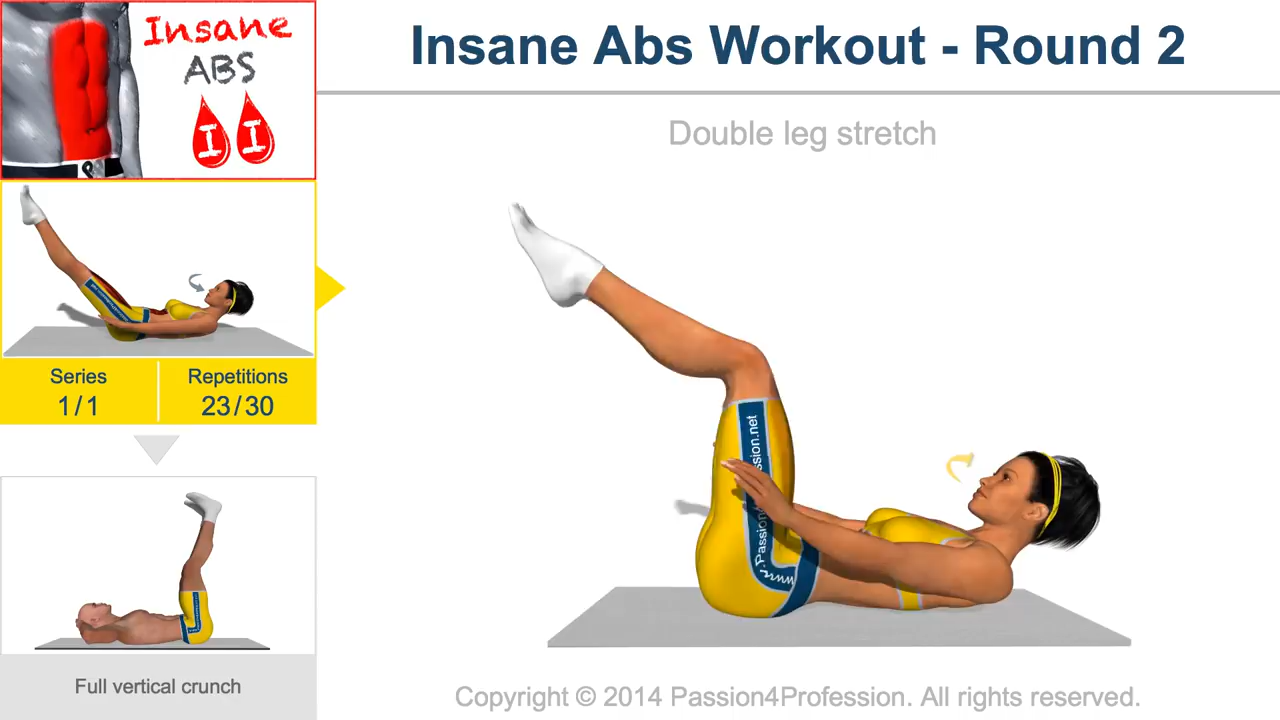 Insane
ABS
I I
Insane Abs Workout - Round 2
Double leg stretch
Series
1/1
Repetitions
23/30
Full vertical crunch
Copyright © 2014 Passion4Profession. All rights reserved.